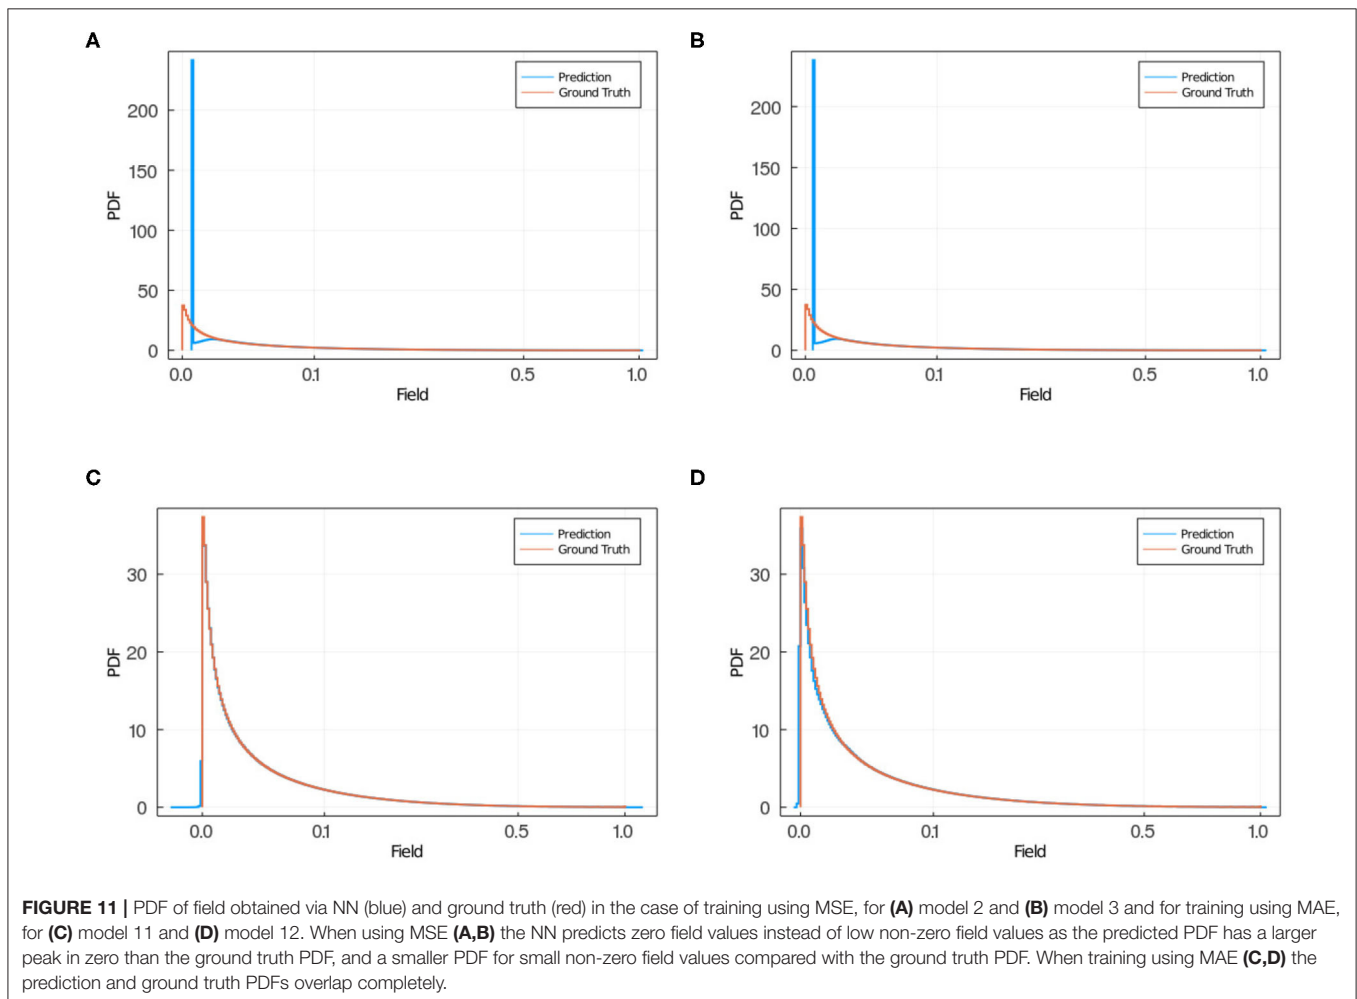 A
B
Prediction
Ground Truth
200
150
100
50
0
PDF
0.0
0.1
0.5
1.0
Field
Prediction
Ground Truth
200
150
100
50
0
PDF
0.0
0.1
0.5
1.0
Field
C
D
Prediction
Ground Truth
30
20
10
0
PDF
0.0
0.1
0.5
1.0
Field
Prediction
Ground Truth
30
20
10
0
PDF
0.0
0.1
0.5
1.0
Field
FIGURE 11 | PDF of field obtained via NN (blue) and ground truth (red) in the case of training using MSE, for (A) model 2 and (B) model 3 and for training using MAE,
for (C) model 11 and (D) model 12. When using MSE (A,B) the NN predicts zero field values instead of low non-zero field values as the predicted PDF has a larger
peak in zero than the ground truth PDF, and a smaller PDF for small non-zero field values compared with the ground truth PDF. When training using MAE (C,D) the
prediction and ground truth PDFs overlap completely.